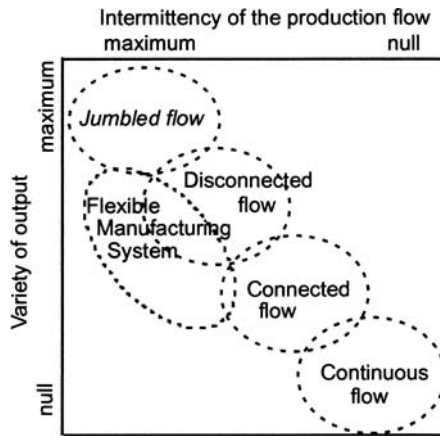 Intermittency of the production flow
maximum null
Variety of output
maximum
null
Jumbled flow
Disconnected
flow
Flexible
Manufacturing
System
Connected
flow
Continuous
flow